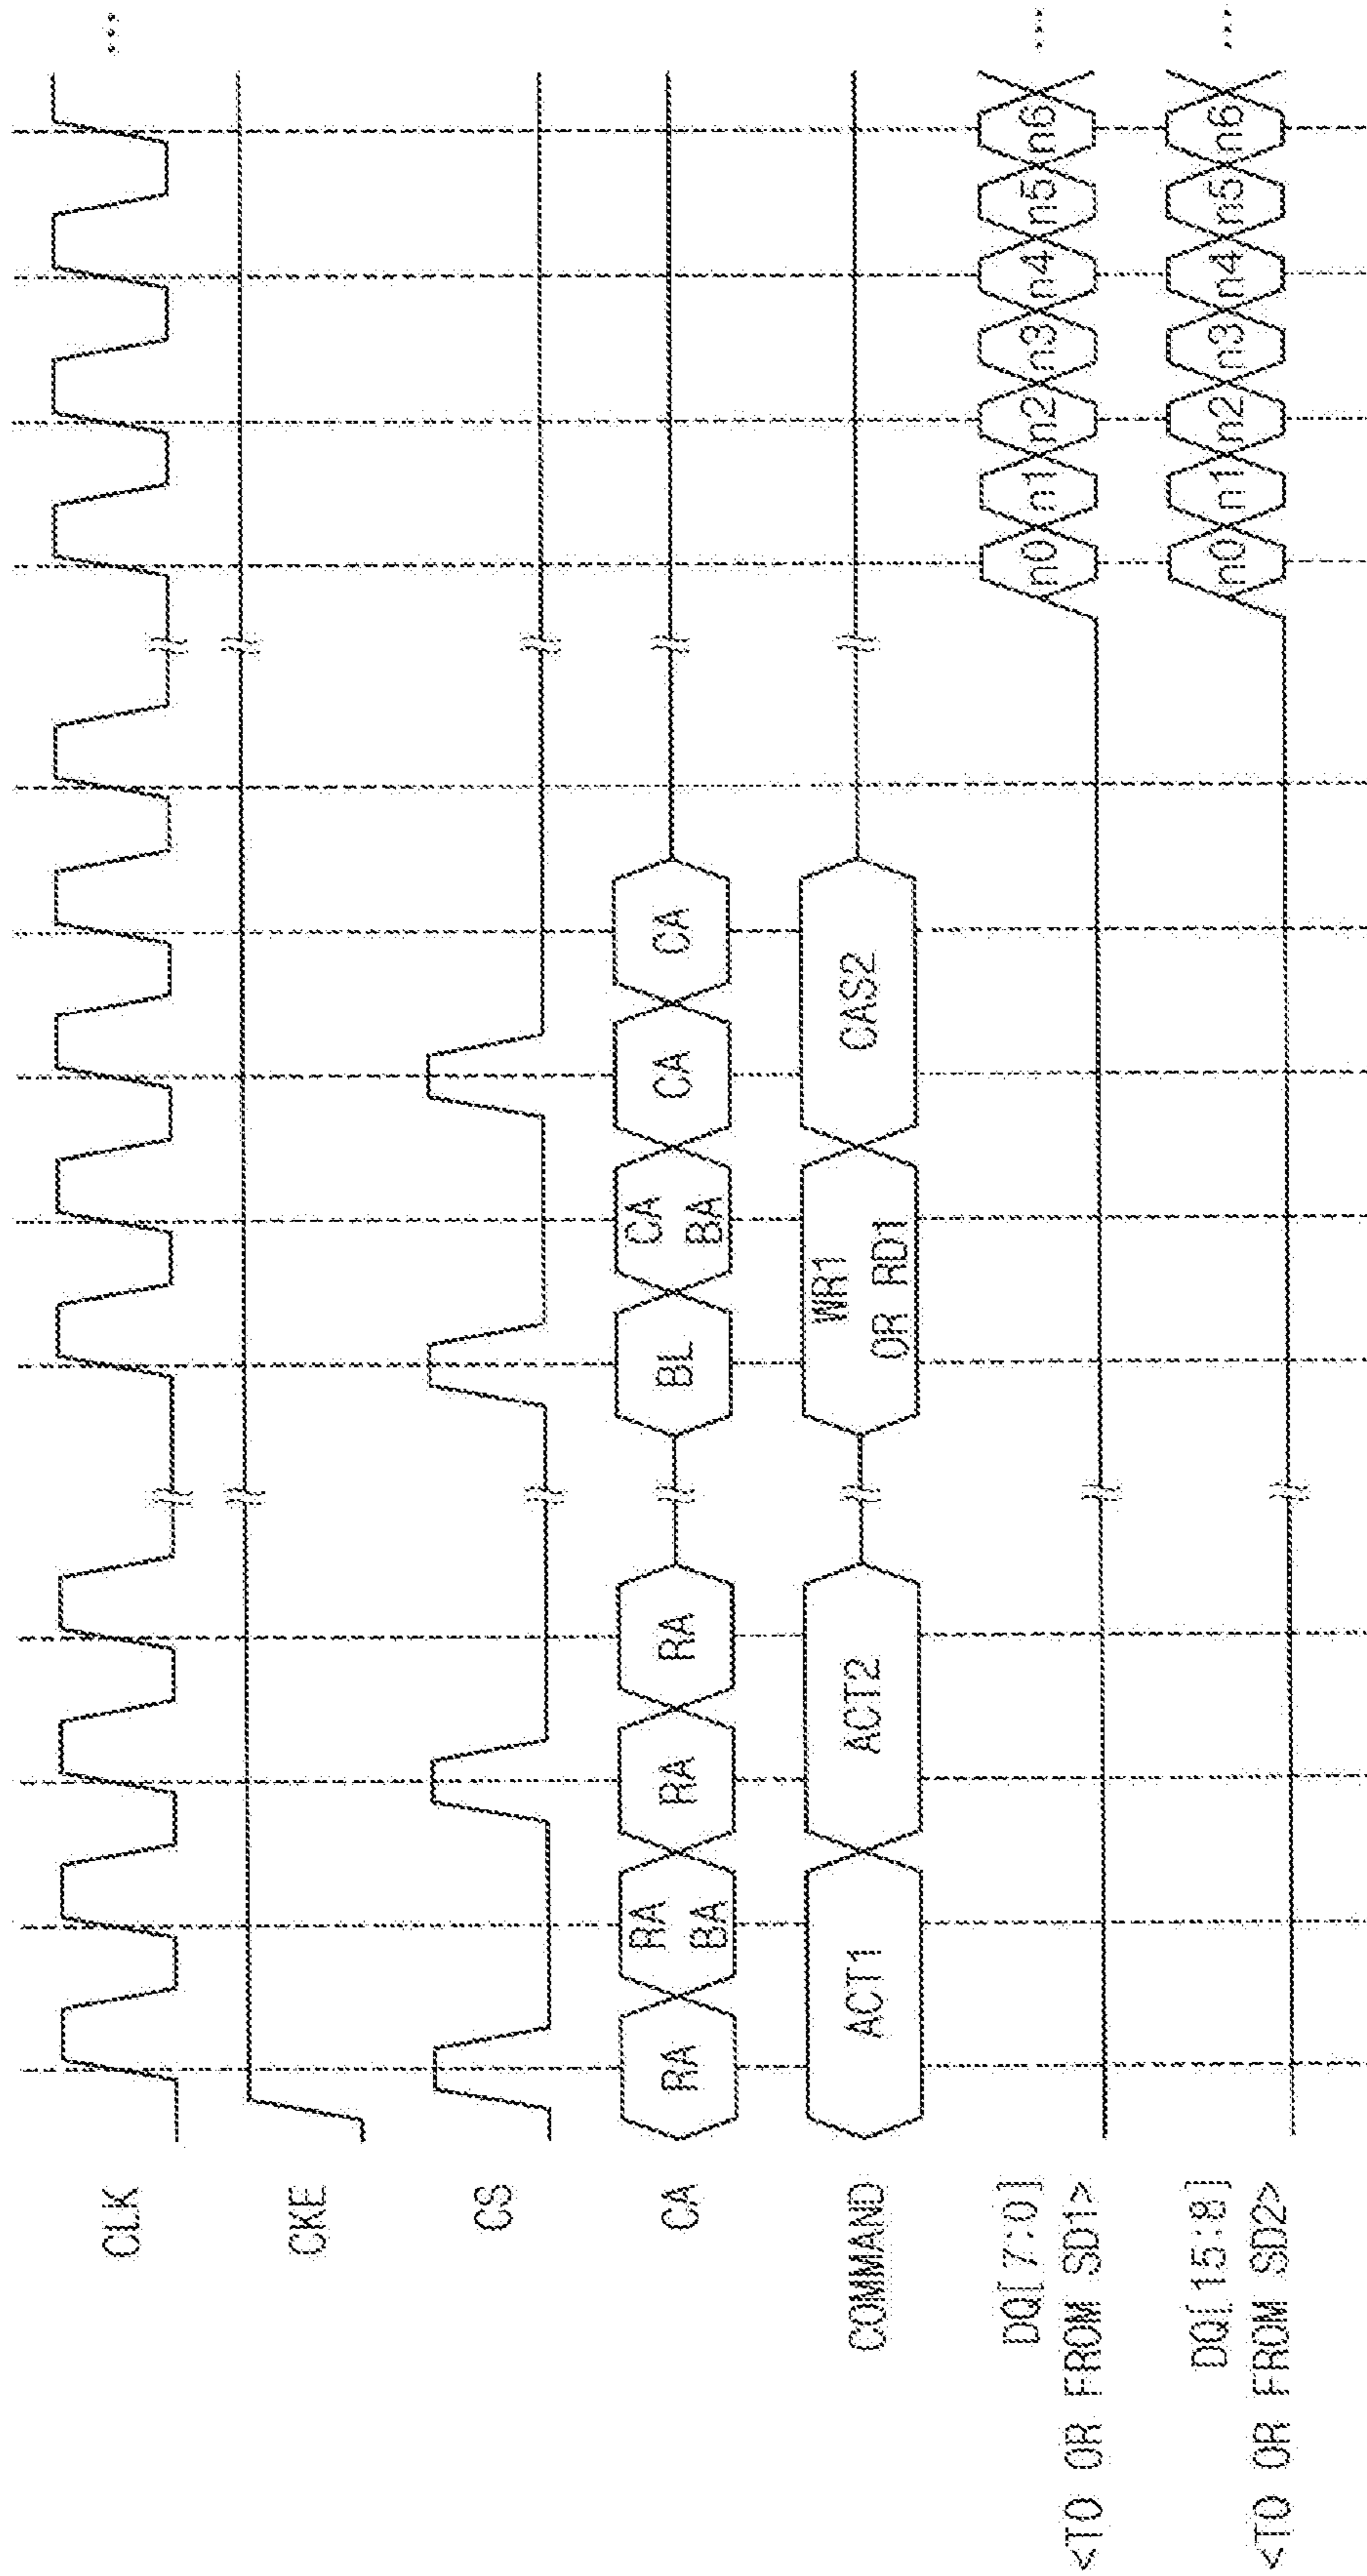 CLK
...
CKE
CS
CA
RA
RA
BA
RA
RA
BL
CA
BA
CA
CA
COMMAND
ACT1
ACT2
WR1
OR RD1
CAS2
DQ[7:0]
<TO OR FROM SD1>
n0 n1 n2 n3 n4 n5 n6 ...
DQ[15:8]
<TO OR FROM SD2>
n0 n1 n2 n3 n4 n5 n6 ...